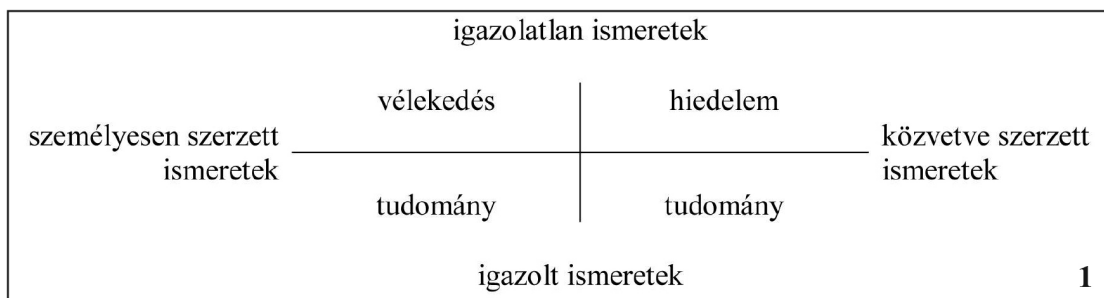 igazolatlan ismeretek
vélekedés hiedelem
személyesen szerzett közvetve szerzett
ismeretek ismeretek
tudomány tudomány
igazolt ismeretek 1